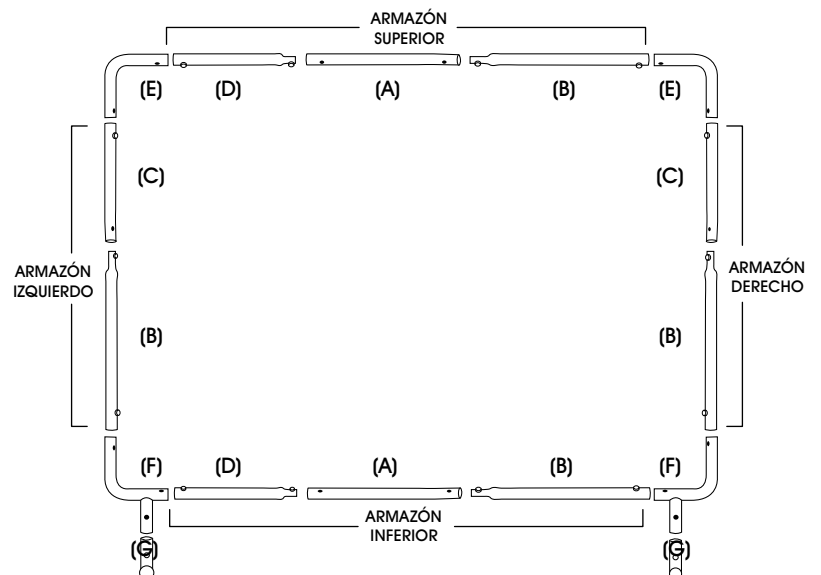 ARMAZÓN
SUPERIOR
(E) (D) (A) (B) (E)
(C) (C)
ARMAZÓN
IZQUIERDO
ARMAZÓN
DERECHO
(B) (B)
(F) (D) (A) (B) (F)
ARMAZÓN
INFERIOR
(G) (G)